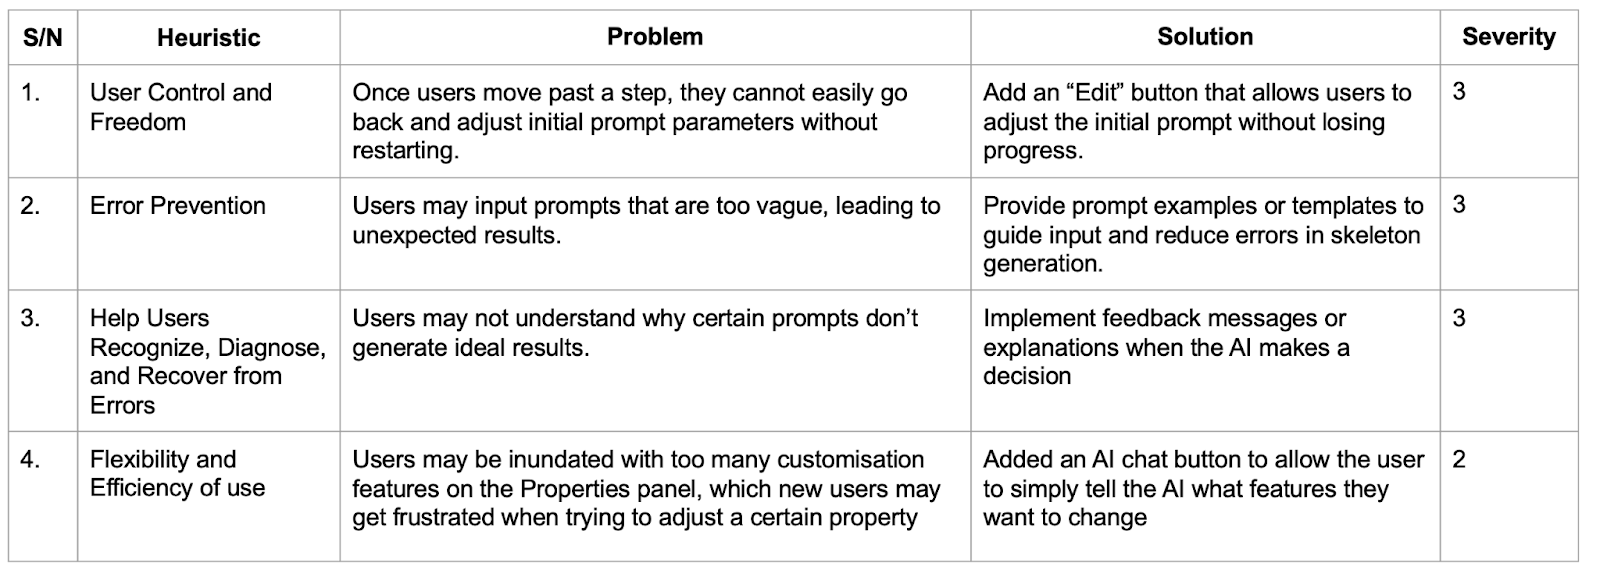 S/N Heuristic Problem Solution Severity
1. User Control and Freedom Once users move past a step, they cannot easily go back and adjust initial prompt parameters without restarting. Add an “Edit” button that allows users to adjust the initial prompt without losing progress. 3
2. Error Prevention Users may input prompts that are too vague, leading to unexpected results. Provide prompt examples or templates to guide input and reduce errors in skeleton generation. 3
3. Help Users Recognize, Diagnose, and Recover from Errors Users may not understand why certain prompts don’t generate ideal results. Implement feedback messages or explanations when the AI makes a decision 3
4. Flexibility and Efficiency of use Users may be inundated with too many customisation features on the Properties panel, which new users may get frustrated when trying to adjust a certain property Added an AI chat button to allow the user to simply tell the AI what features they want to change 2